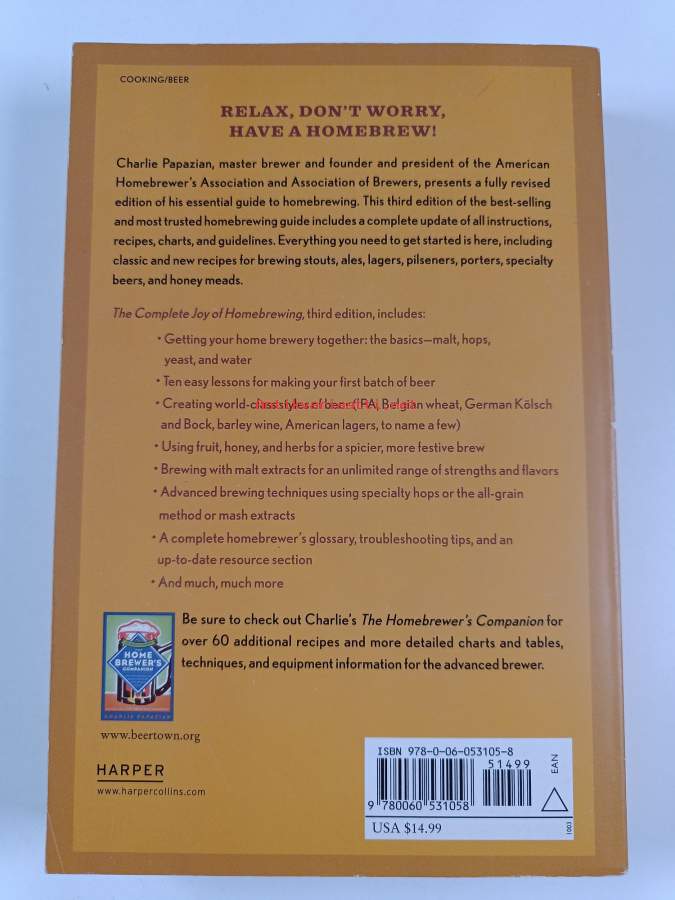 COOKING/BEER
RELAX, DON'T WORRY,
HAVE A HOMEBREW!
Charlie Papazian, master brewer and founder and president of the American
Homebrewer's Association and Association of Brewers, presents a fully revised
edition of his essential guide to homebrewing. This third edition of the best-selling
and most trusted homebrewing guide includes a complete update of all instructions,
recipes, charts, and guidelines. Everything you need to get started is here, including
classic and new recipes for brewing stouts, ales, lagers, pilseners, porters, specialty
beers, and honey meads.
The Complete Joy of Homebrewing, third edition, includes:
• Getting your home brewery together: the basics—malt, hops,
yeast, and water
• Ten easy lessons for making your first batch of beer
• Creating world-class styles of beer (IPA, Belgian wheat, German Kölsch
and Bock, barley wine, American lagers, to name a few)
• Using fruit, honey, and herbs for a spicier, more festive brew
• Brewing with malt extracts for an unlimited range of strengths and flavors
• Advanced brewing techniques using specialty hops or the all-grain
method or mash extracts
• A complete homebrewer's glossary, troubleshooting tips, and an
up-to-date resource section
• And much, much more
Be sure to check out Charlie's The Homebrewer's Companion for
over 60 additional recipes and more detailed charts and tables,
techniques, and equipment information for the advanced brewer.
HOME
BREWER'S
COMPANION
CHARLIE PAPAZIAN
www.beertown.org
HARPER
www.harpercollins.com
ISBN 978-0-06-053105-8
51499
EAN
9 780060 531058
USA $14.99
1003